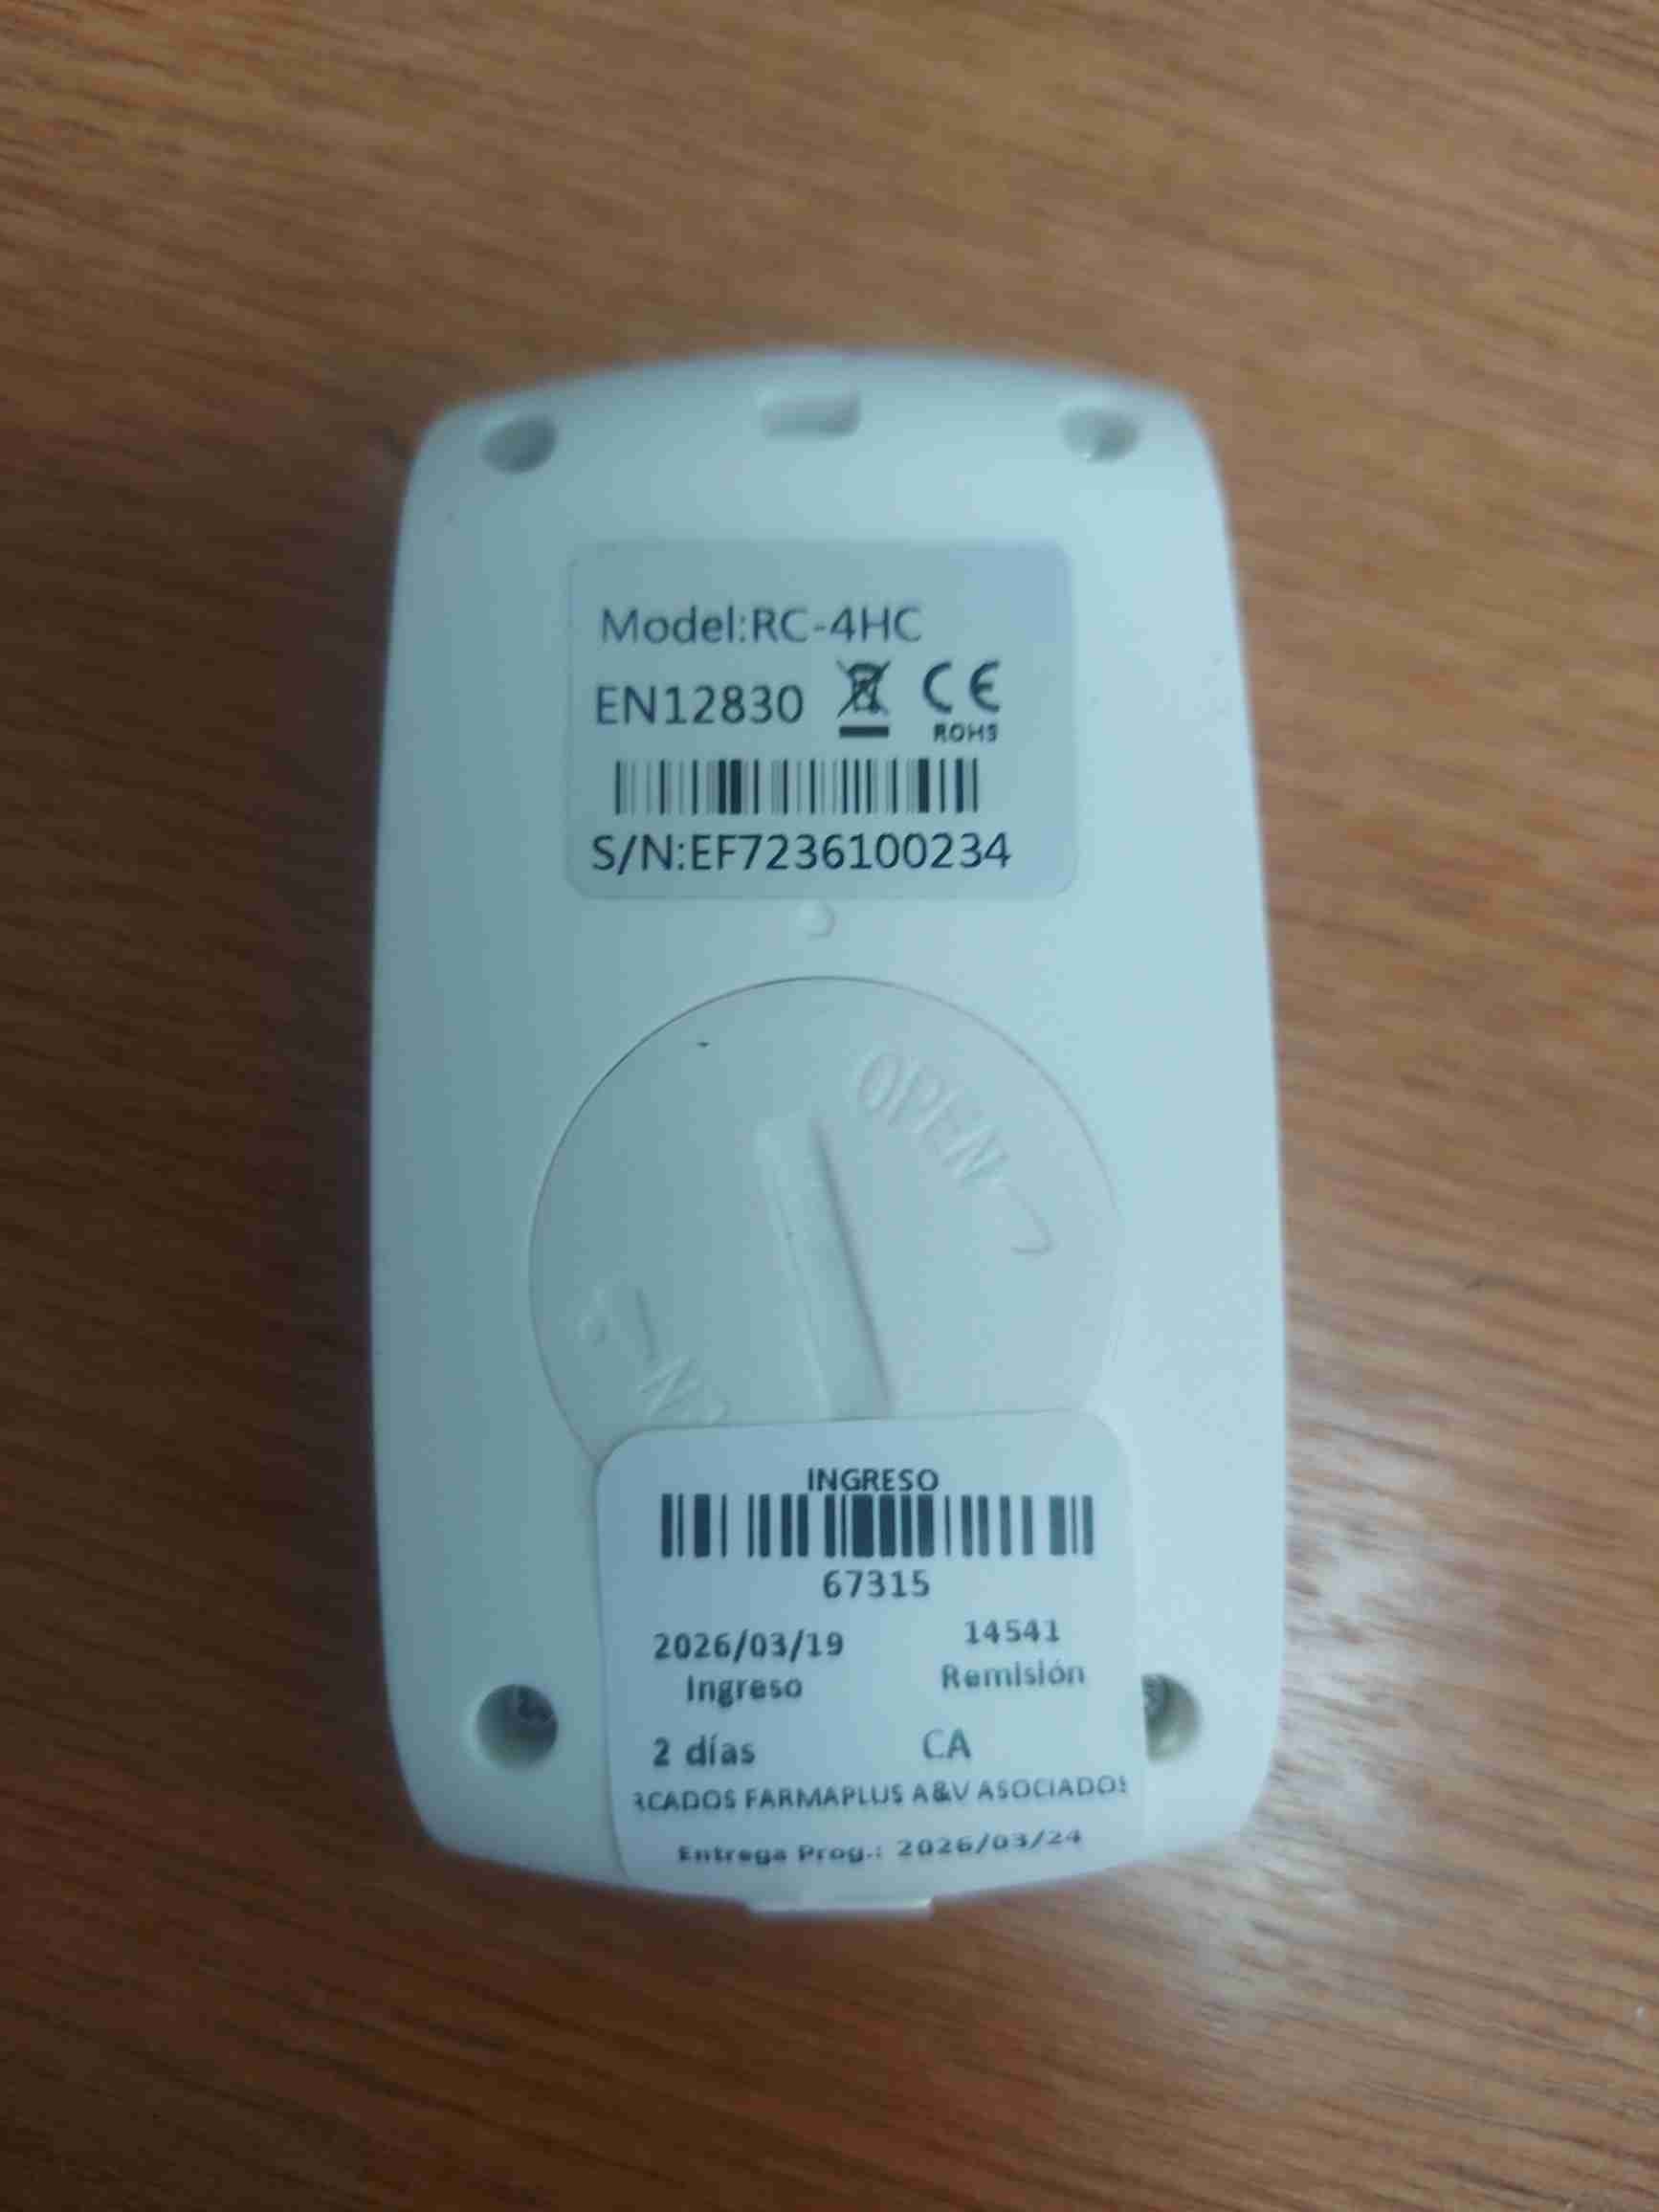 Model:RC-4HC
EN12830 CE
ROHS
S/N:EF7236100234
OPEN
INGRESO
67315
2026/03/19 14541
Ingreso Remisión
2 días CA
FARMAPLUS A&V ASOCIADOS
Entrega Prog.: 2026/03/24